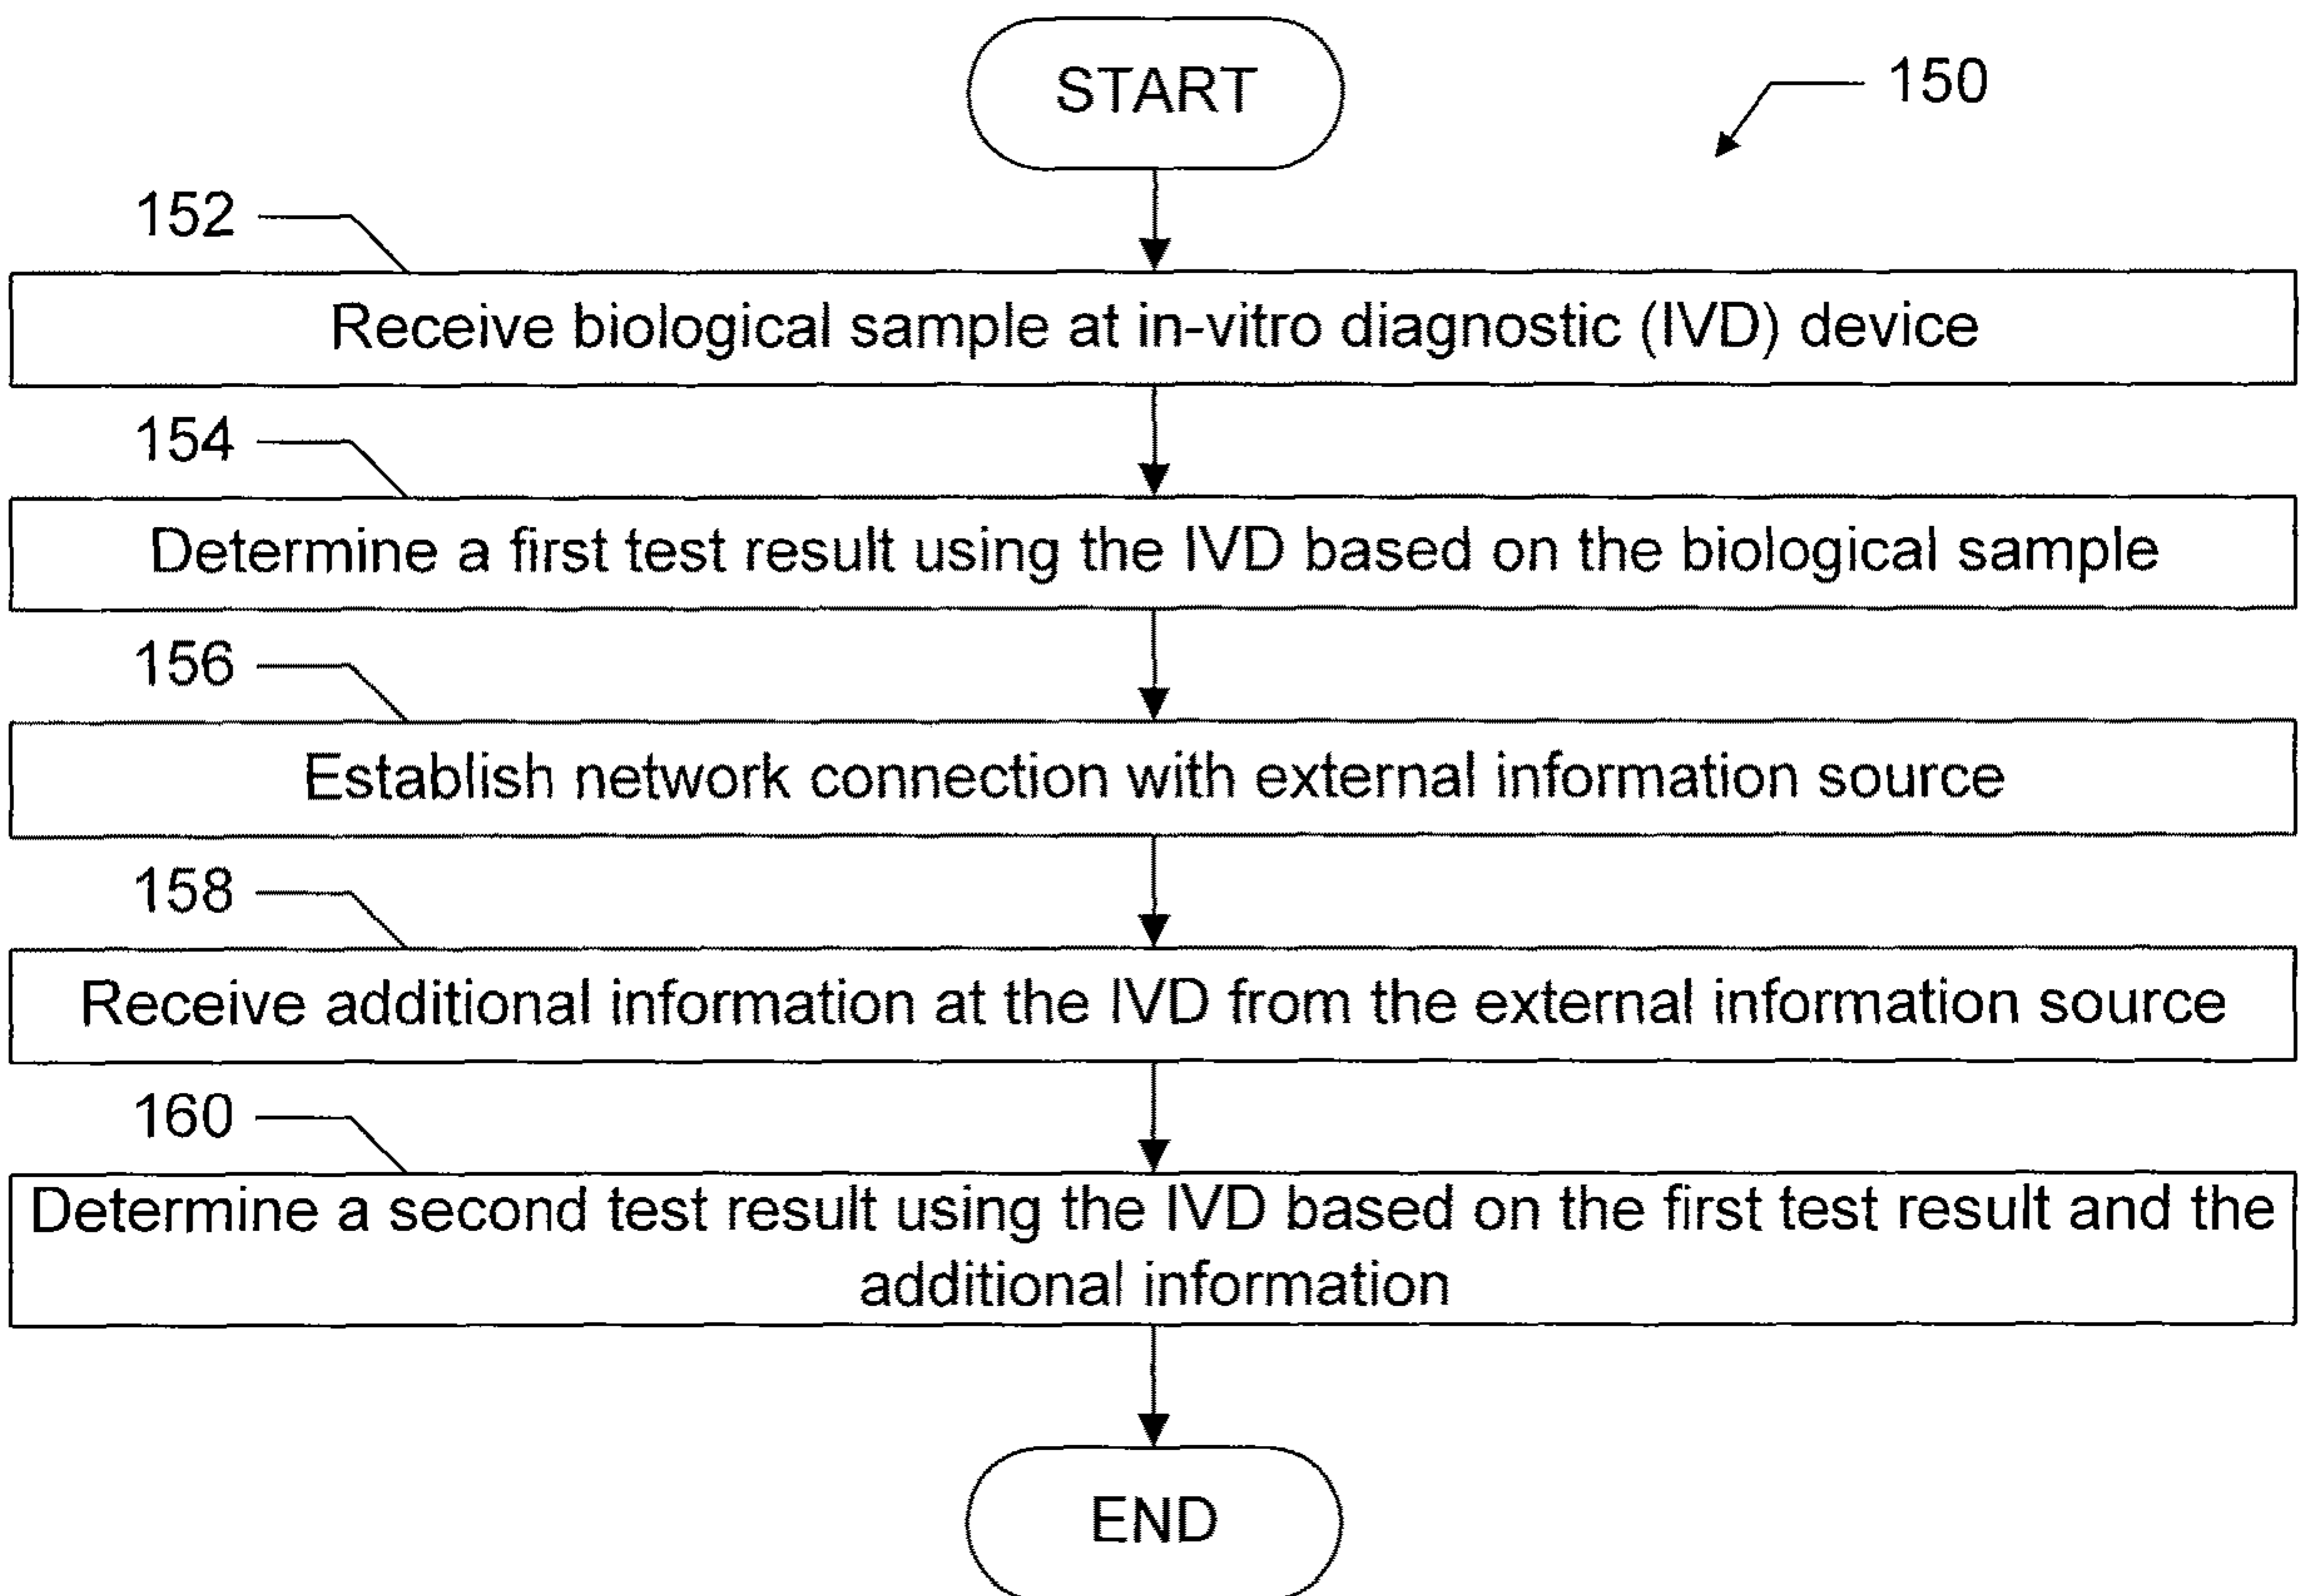 START
150
152
Receive biological sample at in-vitro diagnostic (IVD) device
154
Determine a first test result using the IVD based on the biological sample
156
Establish network connection with external information source
158
Receive additional information at the IVD from the external information source
160
Determine a second test result using the IVD based on the first test result and the
additional information
END